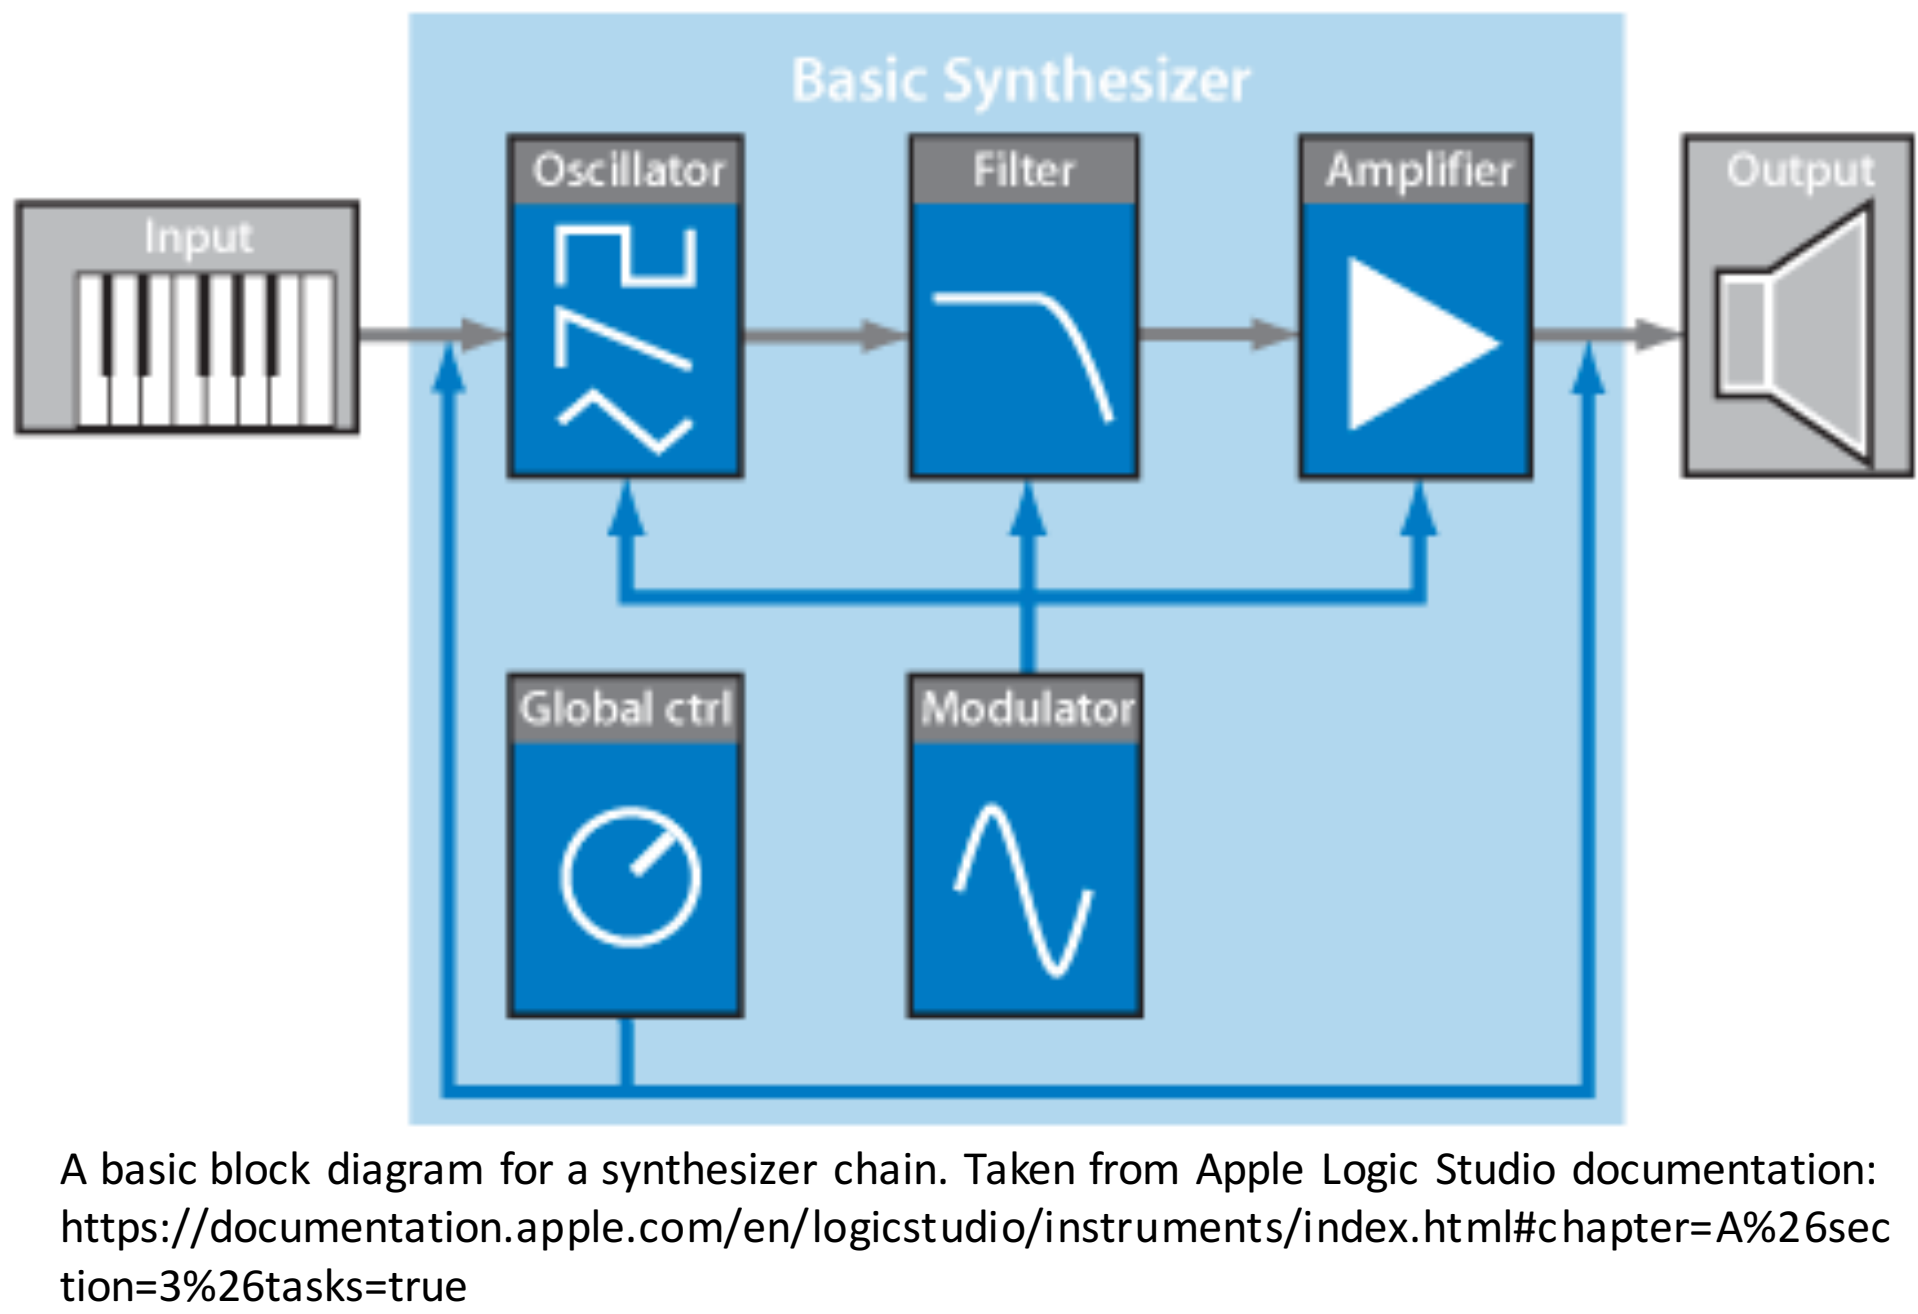 Basic Synthesizer
Input
Oscillator
Filter
Amplifier
Output
Global ctrl
Modulator
A basic block diagram for a synthesizer chain. Taken from Apple Logic Studio documentation:
https://documentation.apple.com/en/logicstudio/instruments/index.html#chapter=A%26sec
tion=3%26tasks=true